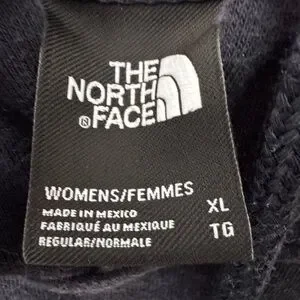 THE
NORTH
® FACE
WOMENS/FEMMES XL
MADE IN MEXICO
FABRIQUÉ AU MEXIQUE TG
REGULAR/NORMALE